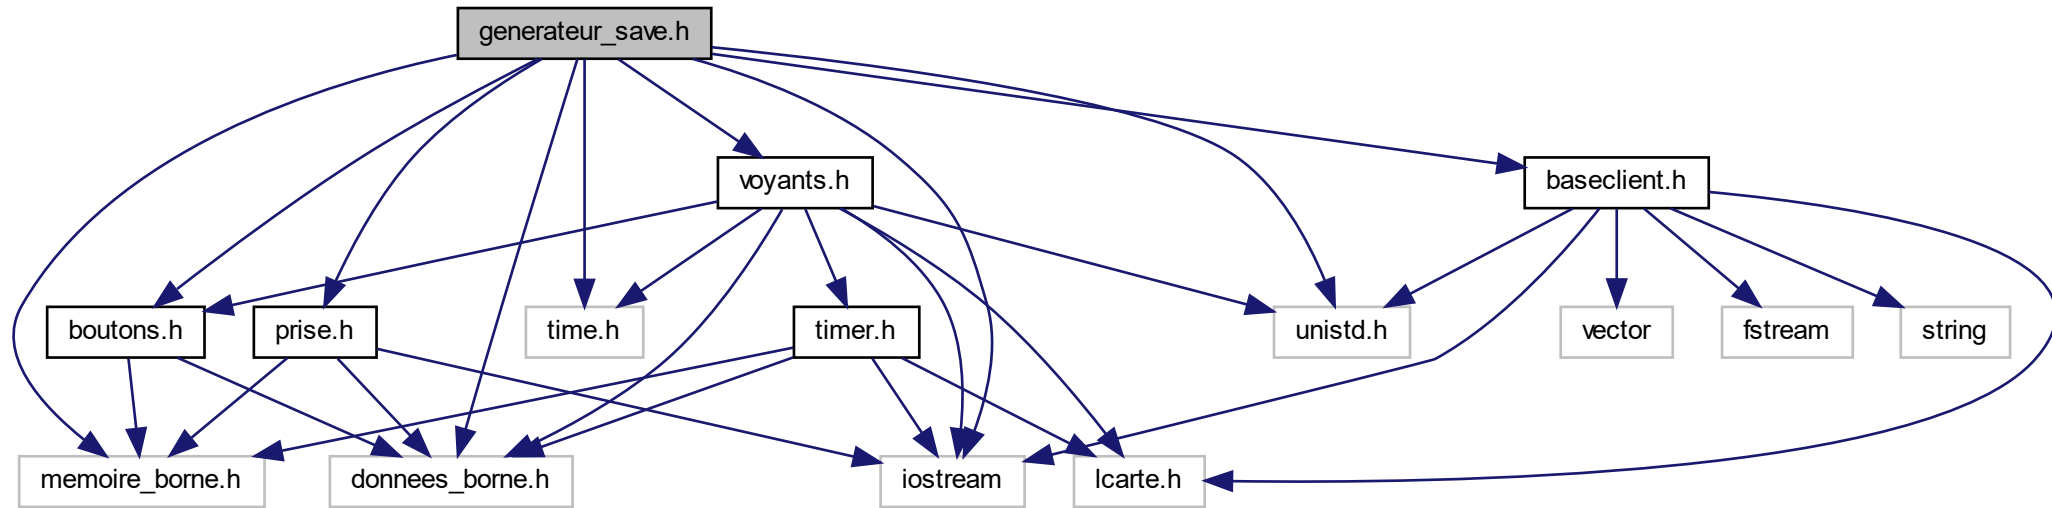 generateur_save.h
voyants.h
baseclient.h
boutons.h
prise.h
time.h
timer.h
unistd.h
vector
fstream
string
memoire_borne.h
donnees_borne.h
iostream
lcarte.h